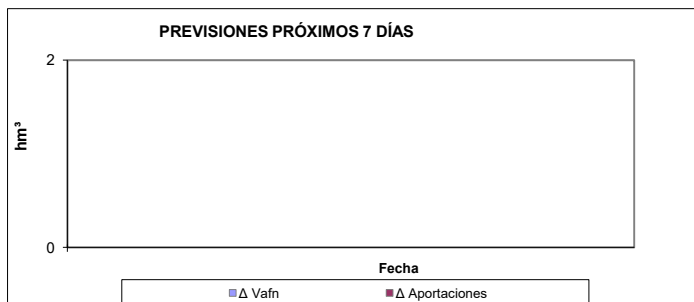 PREVISIONES PRÓXIMOS 7 DÍAS
2
hm³
0
Fecha
Δ Vafn
Δ Aportaciones